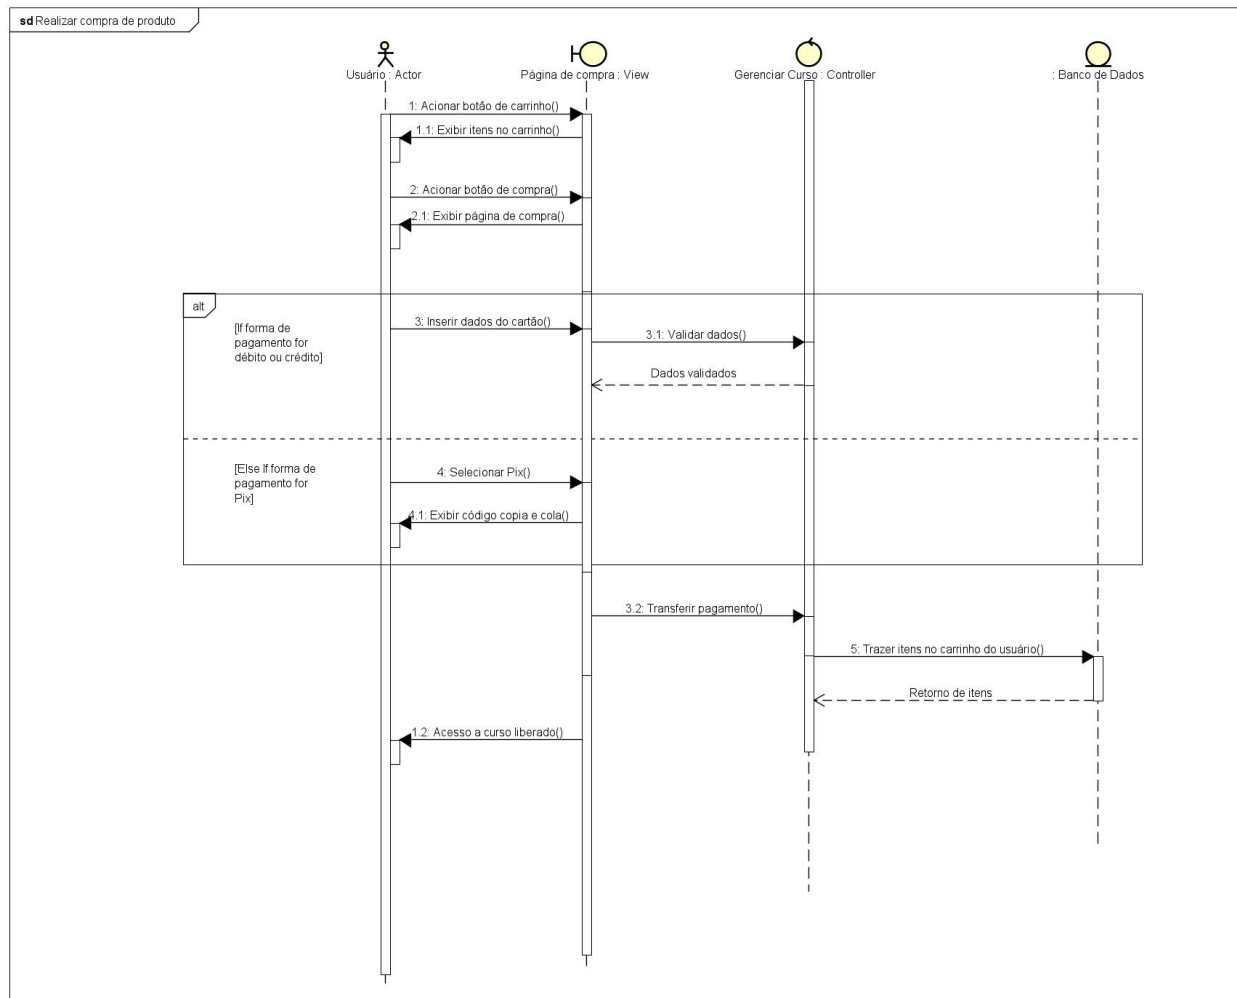 sd Realizar compra de produto
Usuário : Actor
Página de compra : View
Gerenciar Curso : Controller
: Banco de Dados
1: Acionar botão de carrinho()
1.1: Exibir itens no carrinho()
2: Acionar botão de compra()
2.1: Exibir página de compra()
alt
[If forma de
pagamento for
débito ou crédito]
3: Inserir dados do cartão()
3.1: Validar dados()
Dados validados
[Else If forma de
pagamento for
Pix]
4: Selecionar Pix()
4.1: Exibir código copia e cola()
3.2: Transferir pagamento()
5: Trazer itens no carrinho do usuário()
Retorno de itens
1.2: Acesso a curso liberado()